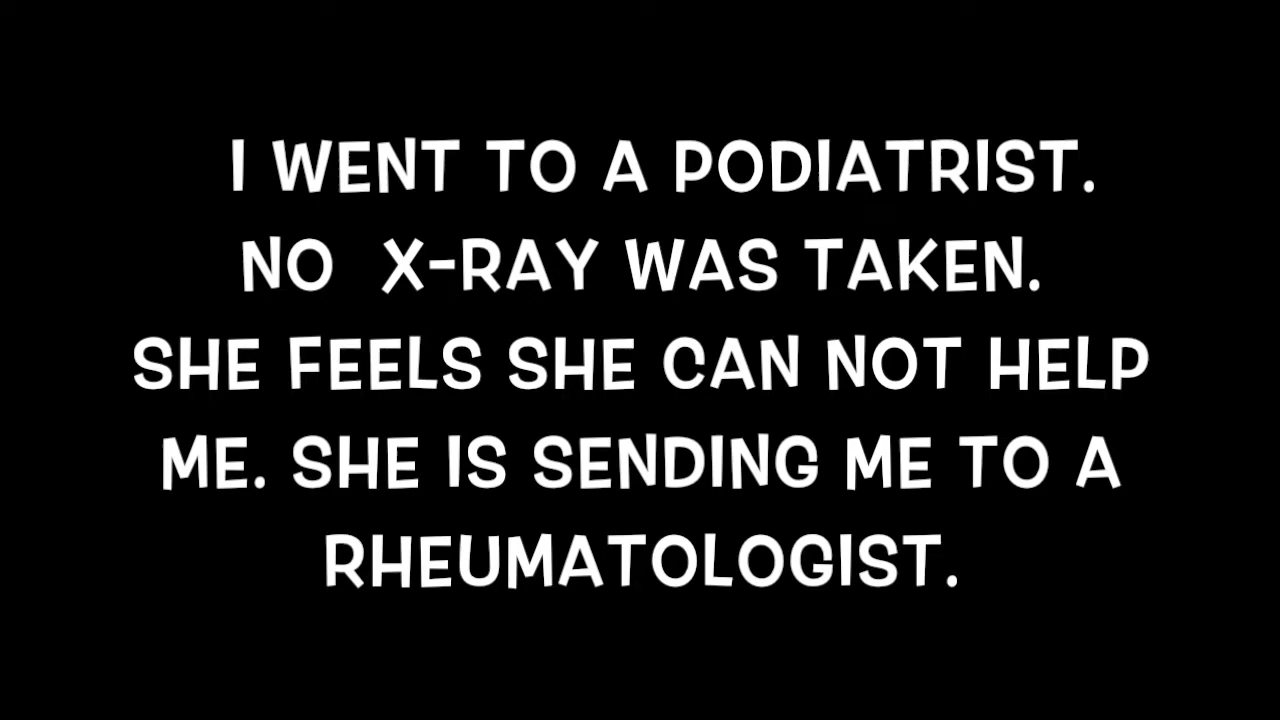 I WENT TO A PODIATRIST.
NO X-RAY WAS TAKEN.
SHE FEELS SHE CAN NOT HELP
ME. SHE IS SENDING ME TO A
RHEUMATOLOGIST.